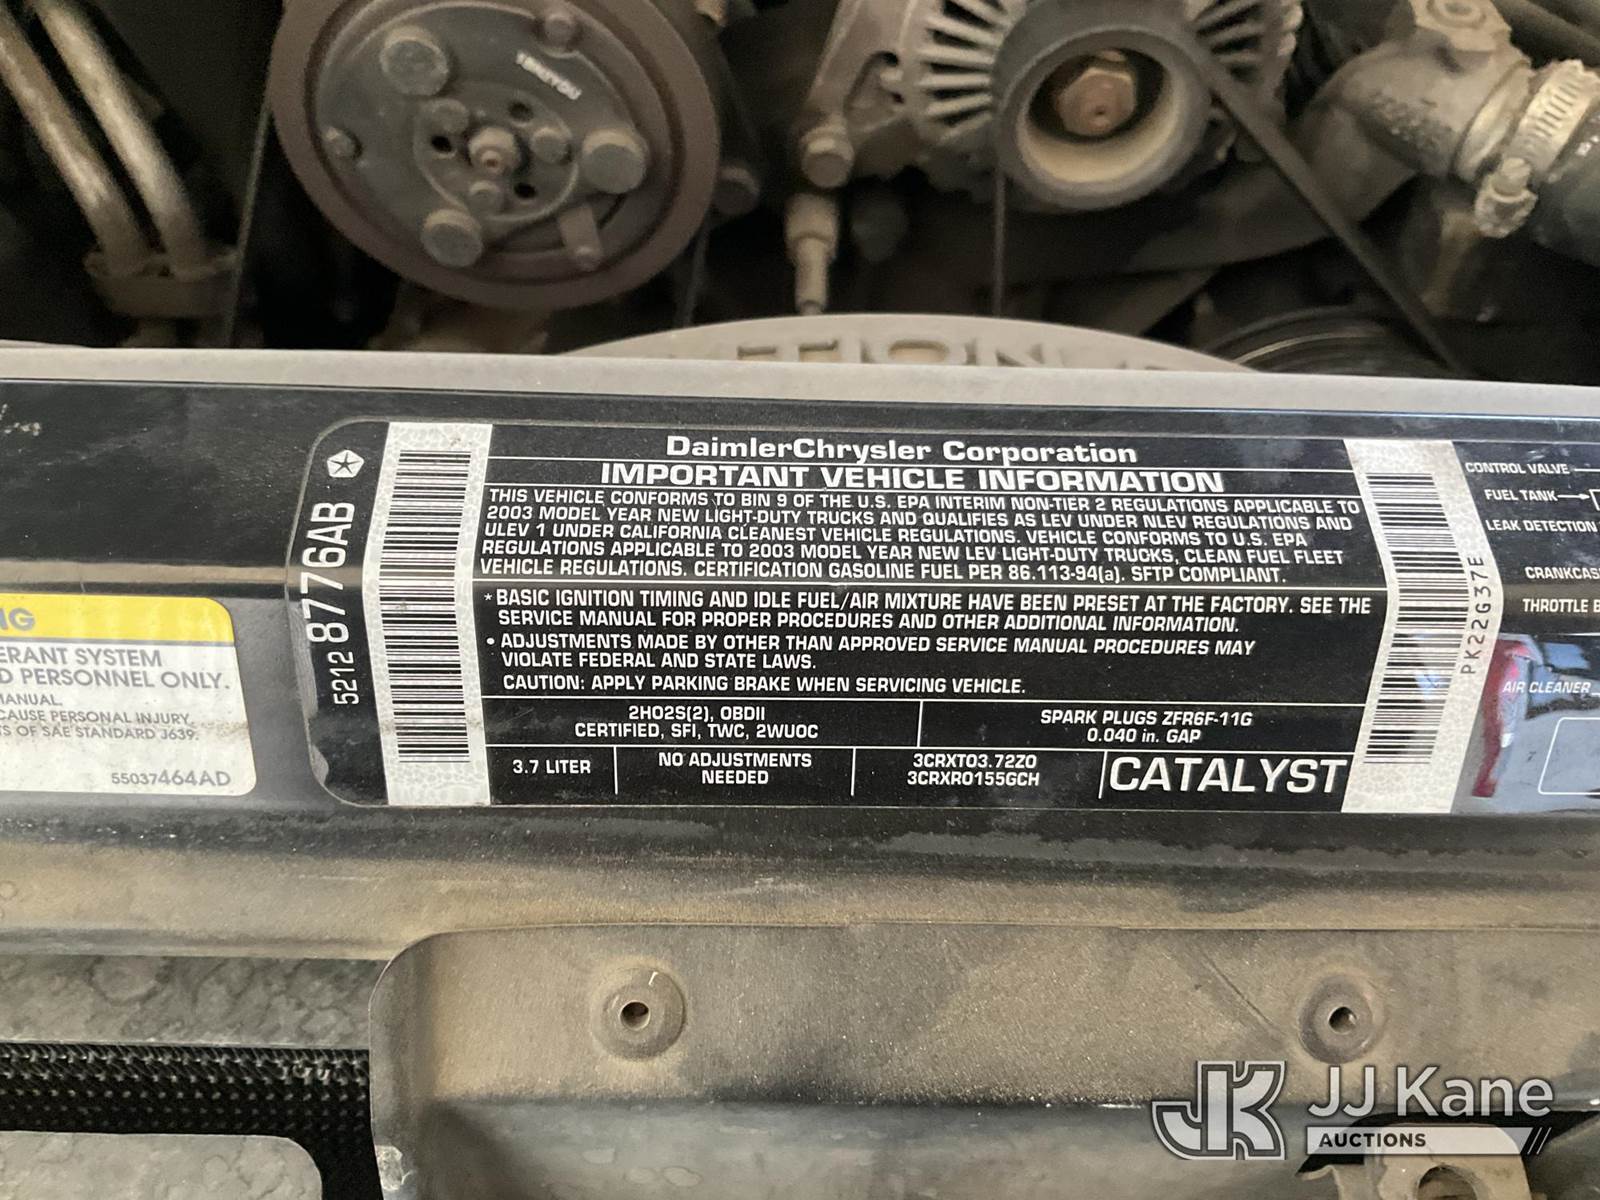 DaimlerChrysler Corporation
IMPORTANT VEHICLE INFORMATION
THIS VEHICLE CONFORMS TO BIN 9 OF THE U.S. EPA INTERIM NON-TIER 2 REGULATIONS APPLICABLE TO
2003 MODEL YEAR NEW LIGHT-DUTY TRUCKS AND QUALIFIES AS LEV UNDER NLEV REGULATIONS AND
ULEV 1 UNDER CALIFORNIA CLEANEST VEHICLE REGULATIONS. VEHICLE CONFORMS TO U.S. EPA
REGULATIONS APPLICABLE TO 2003 MODEL YEAR NEW LEV LIGHT-DUTY TRUCKS, CLEAN FUEL FLEET
VEHICLE REGULATIONS. CERTIFICATION GASOLINE FUEL PER 86.113-94(a). SFTP COMPLIANT.
* BASIC IGNITION TIMING AND IDLE FUEL/AIR MIXTURE HAVE BEEN PRESET AT THE FACTORY. SEE THE
SERVICE MANUAL FOR PROPER PROCEDURES AND OTHER ADDITIONAL INFORMATION.
• ADJUSTMENTS MADE BY OTHER THAN APPROVED SERVICE MANUAL PROCEDURES MAY
VIOLATE FEDERAL AND STATE LAWS.
CAUTION: APPLY PARKING BRAKE WHEN SERVICING VEHICLE.
2HO2S(2), OBDII
CERTIFIED, SFI, TWC, 2WUOC
SPARK PLUGS ZFR6F-11G
0.040 in. GAP
3.7 LITER
NO ADJUSTMENTS
NEEDED
3CRXT03.72Z0
3CRXR0155GCH
CATALYST
52128776AB
PK22G37E
CONTROL VALVE
FUEL TANK
LEAK DETECTION
CRANKCAS
THROTTLE B
AIR CLEANER
NG
ERANT SYSTEM
D PERSONNEL ONLY.
MANUAL.
CAUSE PERSONAL INJURY.
TS OF SAE STANDARD J639.
55037464AD
JK
JJ Kane
AUCTIONS